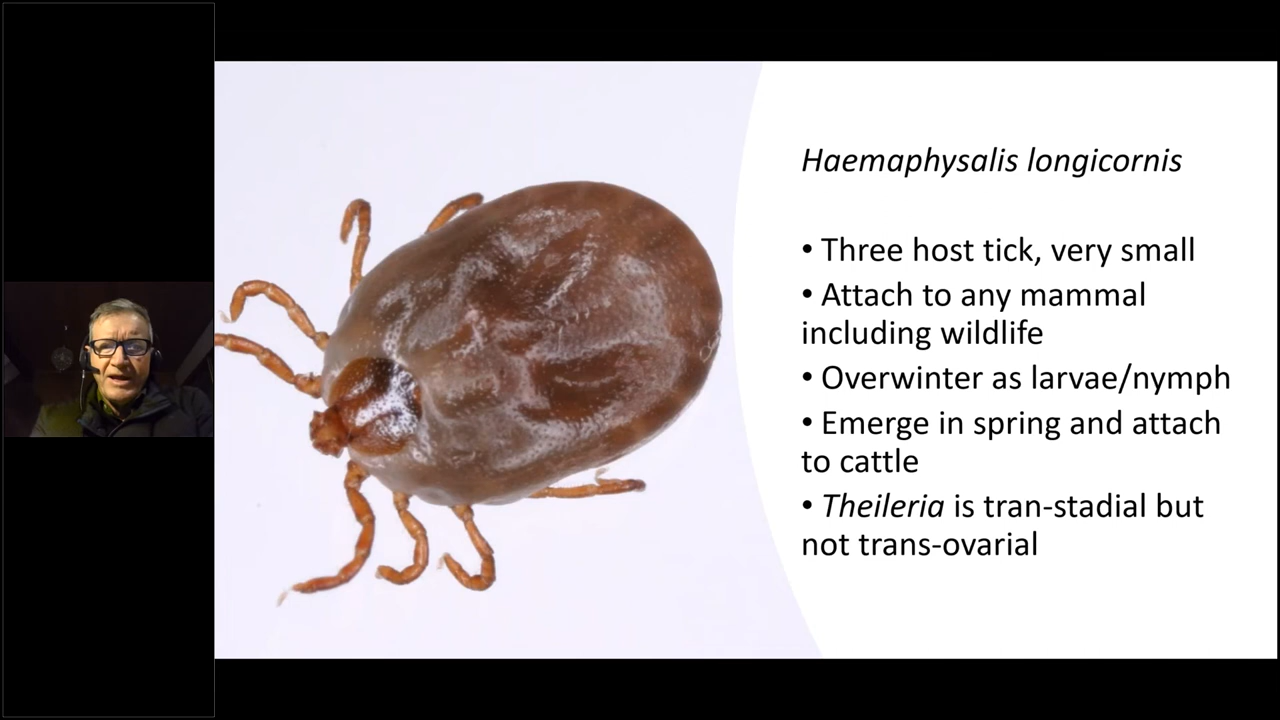 Haemaphysalis longicornis
• Three host tick, very small
• Attach to any mammal
including wildlife
• Overwinter as larvae/nymph
• Emerge in spring and attach
to cattle
• Theileria is tran-stadial but
not trans-ovarial